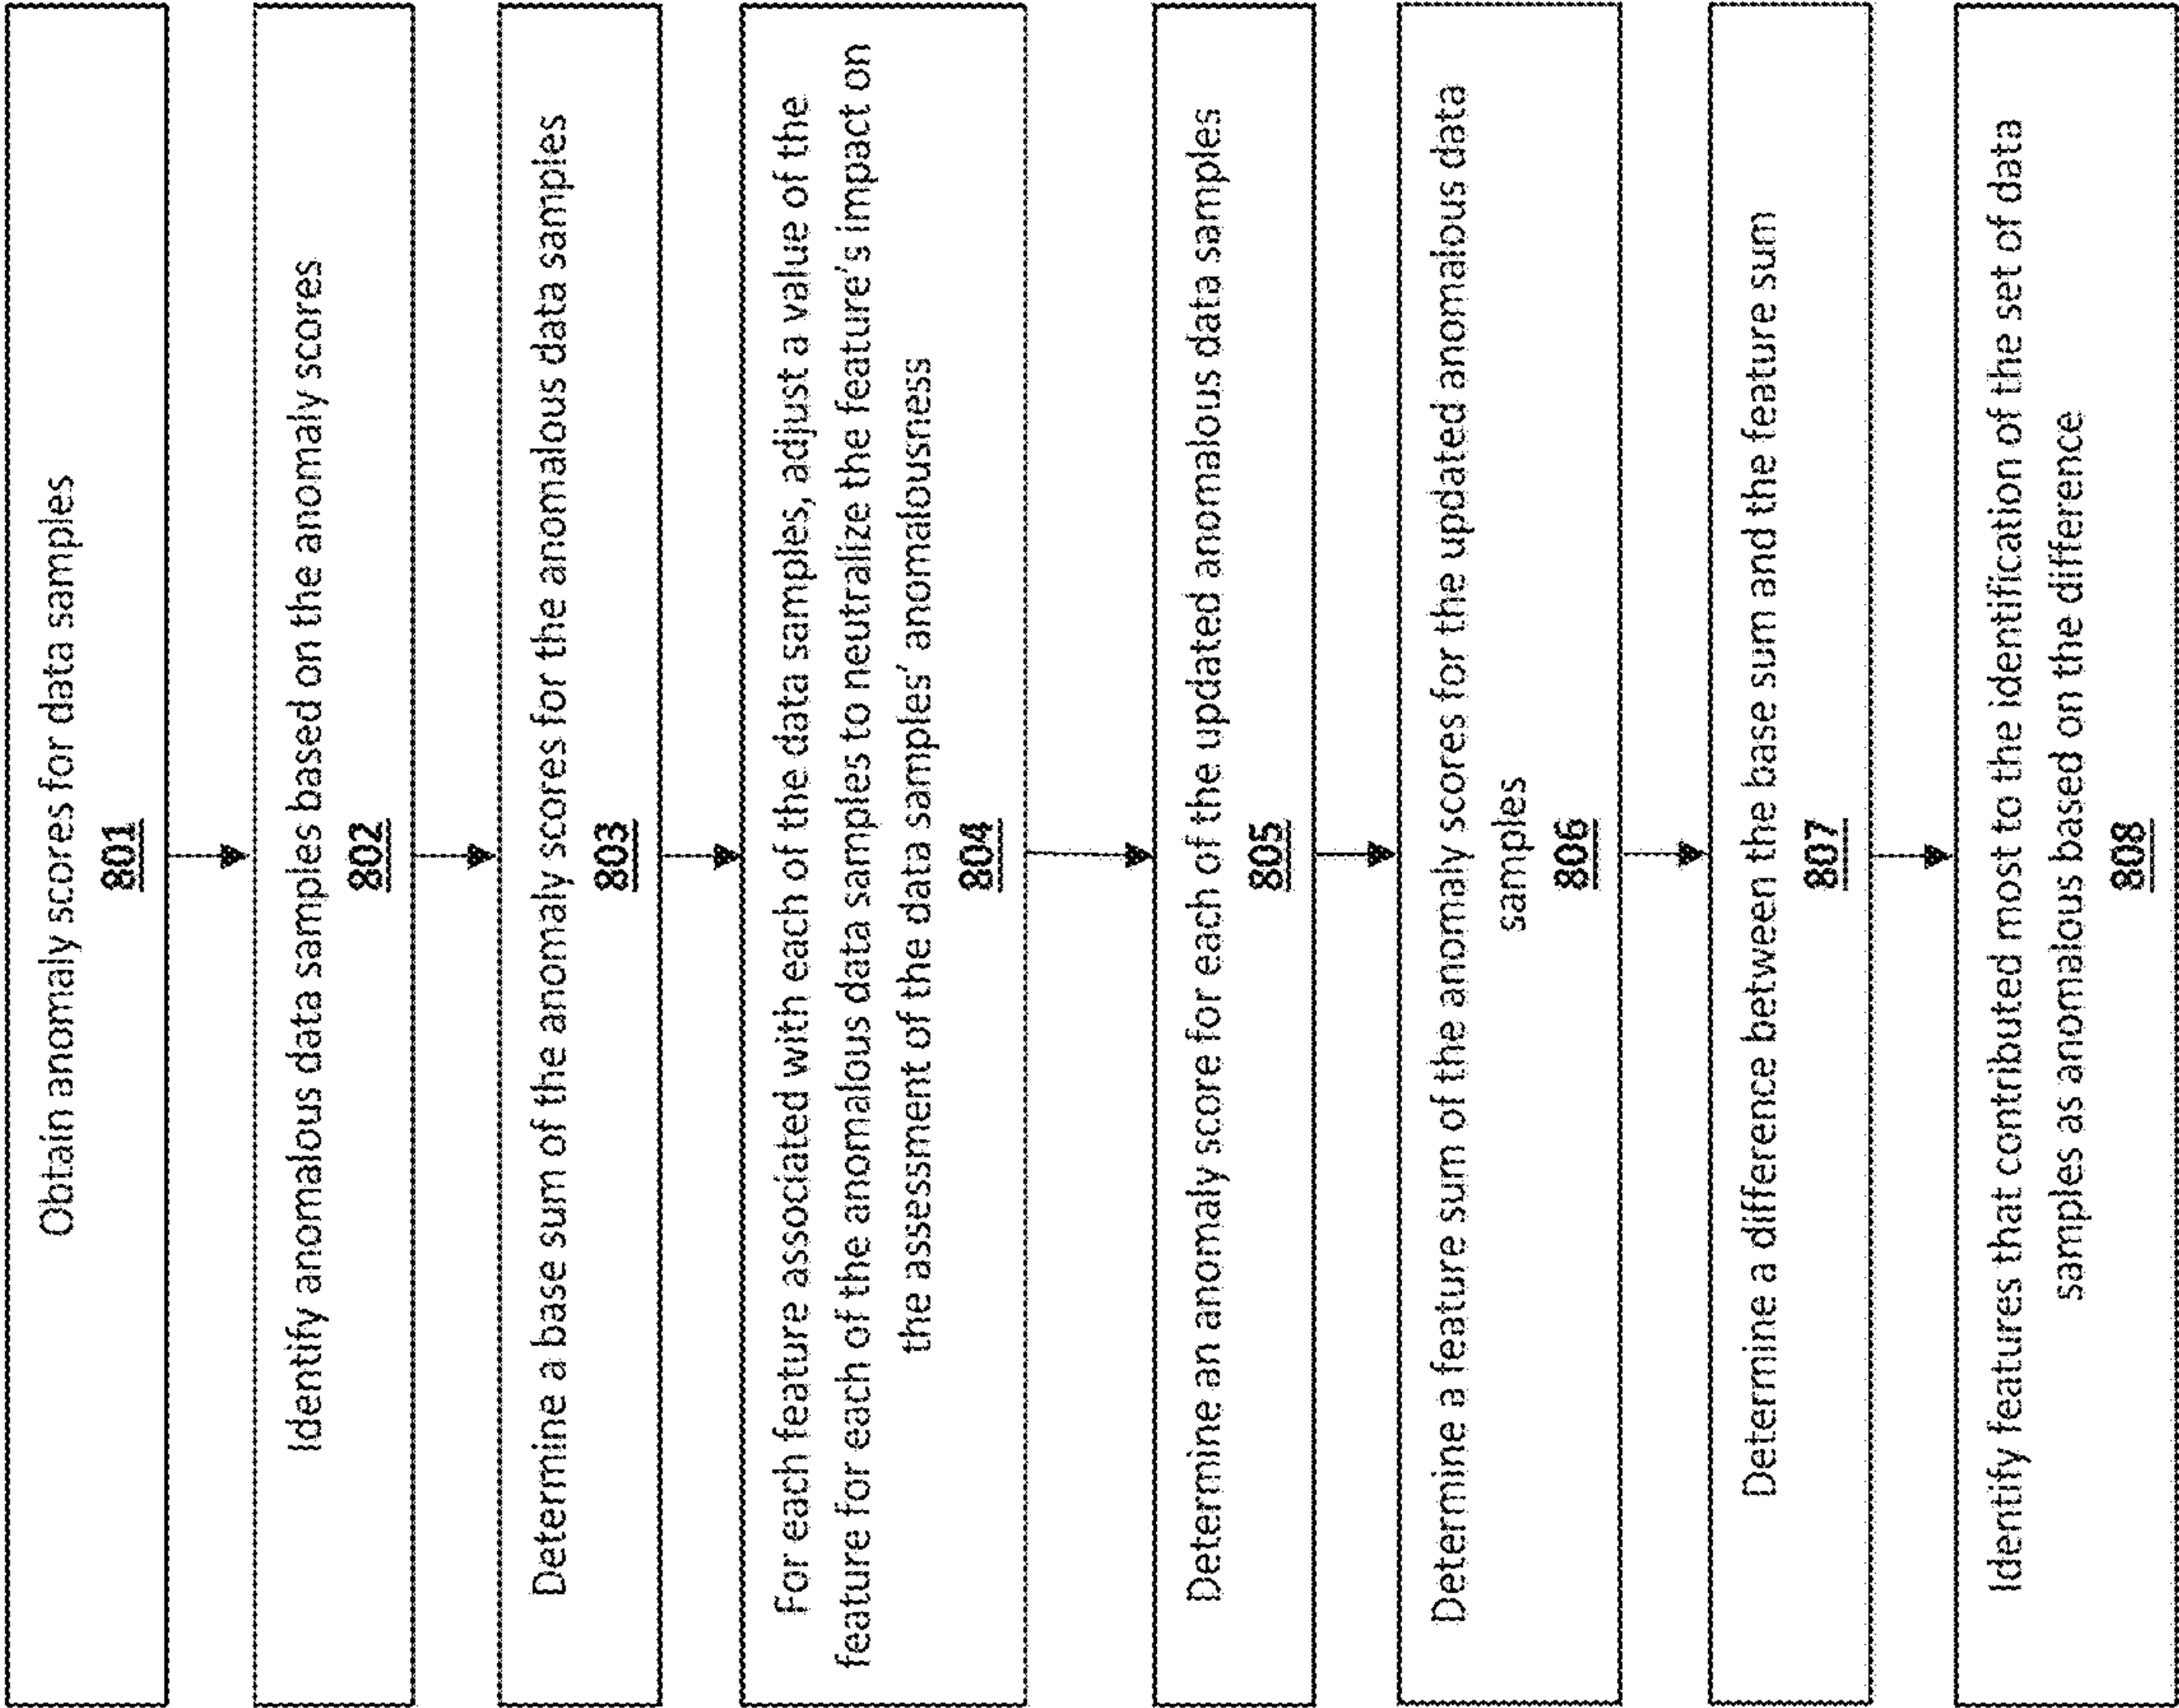 Obtain anomaly scores for data samples
801
Identify anomalous data samples based on the anomaly scores
802
Determine a base sum of the anomaly scores for the anomalous data samples
803
For each feature associated with each of the data samples, adjust a value of the
feature for each of the anomalous data samples to neutralize the feature's impact on
the assessment of the data samples' anomalousness
804
Determine an anomaly score for each of the updated anomalous data samples
805
Determine a feature sum of the anomaly scores for the updated anomalous data
samples
806
Determine a difference between the base sum and the feature sum
807
Identify features that contributed most to the identification of the set of data
samples as anomalous based on the difference
808